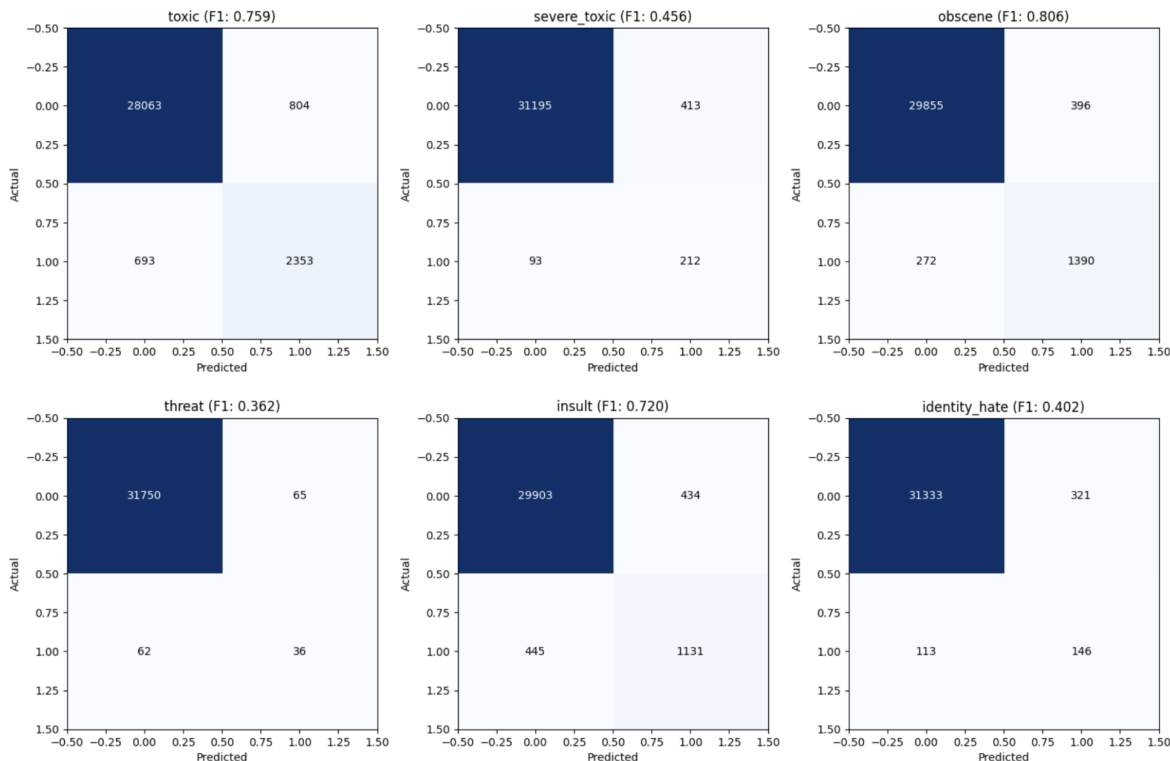 toxic (F1: 0.759)
−0.50
−0.25
0.00
0.25
0.50
0.75
1.00
1.25
1.50
Actual
28063 804
693 2353
−0.50 −0.25 0.00 0.25 0.50 0.75 1.00 1.25 1.50
Predicted
severe_toxic (F1: 0.456)
−0.50
−0.25
0.00
0.25
0.50
0.75
1.00
1.25
1.50
Actual
31195 413
93 212
−0.50 −0.25 0.00 0.25 0.50 0.75 1.00 1.25 1.50
Predicted
obscene (F1: 0.806)
−0.50
−0.25
0.00
0.25
0.50
0.75
1.00
1.25
1.50
Actual
29855 396
272 1390
−0.50 −0.25 0.00 0.25 0.50 0.75 1.00 1.25 1.50
Predicted
threat (F1: 0.362)
−0.50
−0.25
0.00
0.25
0.50
0.75
1.00
1.25
1.50
Actual
31750 65
62 36
−0.50 −0.25 0.00 0.25 0.50 0.75 1.00 1.25 1.50
Predicted
insult (F1: 0.720)
−0.50
−0.25
0.00
0.25
0.50
0.75
1.00
1.25
1.50
Actual
29903 434
445 1131
−0.50 −0.25 0.00 0.25 0.50 0.75 1.00 1.25 1.50
Predicted
identity_hate (F1: 0.402)
−0.50
−0.25
0.00
0.25
0.50
0.75
1.00
1.25
1.50
Actual
31333 321
113 146
−0.50 −0.25 0.00 0.25 0.50 0.75 1.00 1.25 1.50
Predicted